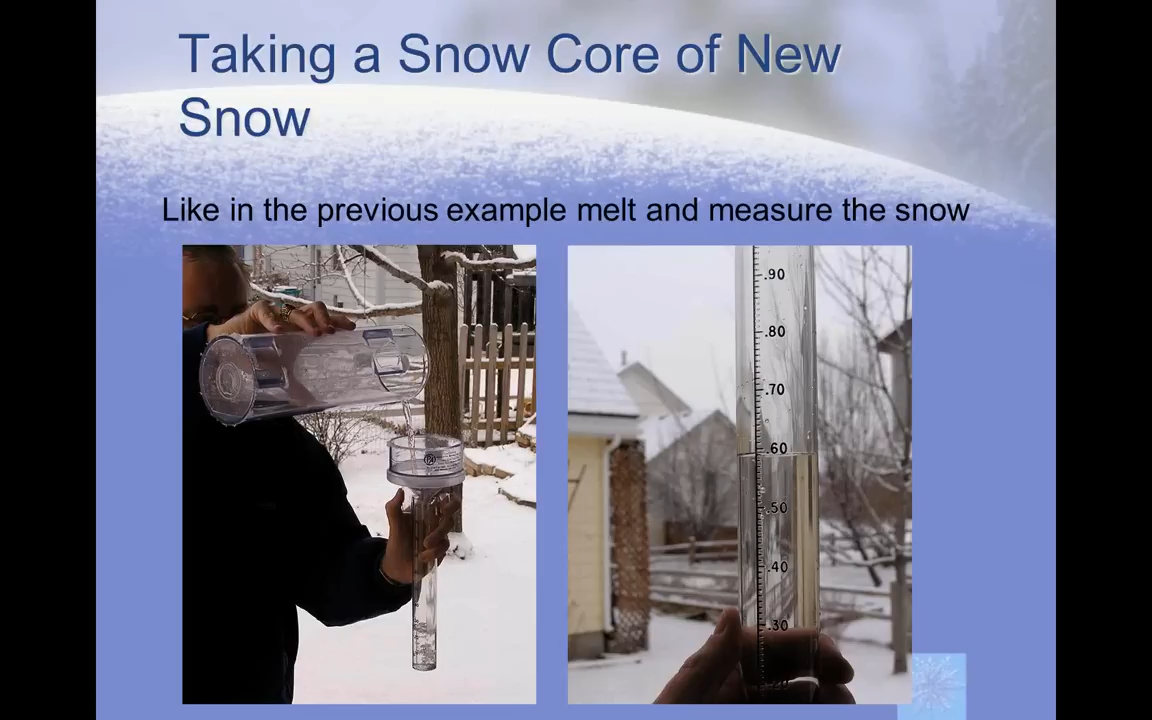 Taking a Snow Core of New
Snow
Like in the previous example melt and measure the snow
.90
.80
.70
.60
.50
.40
.30
.20